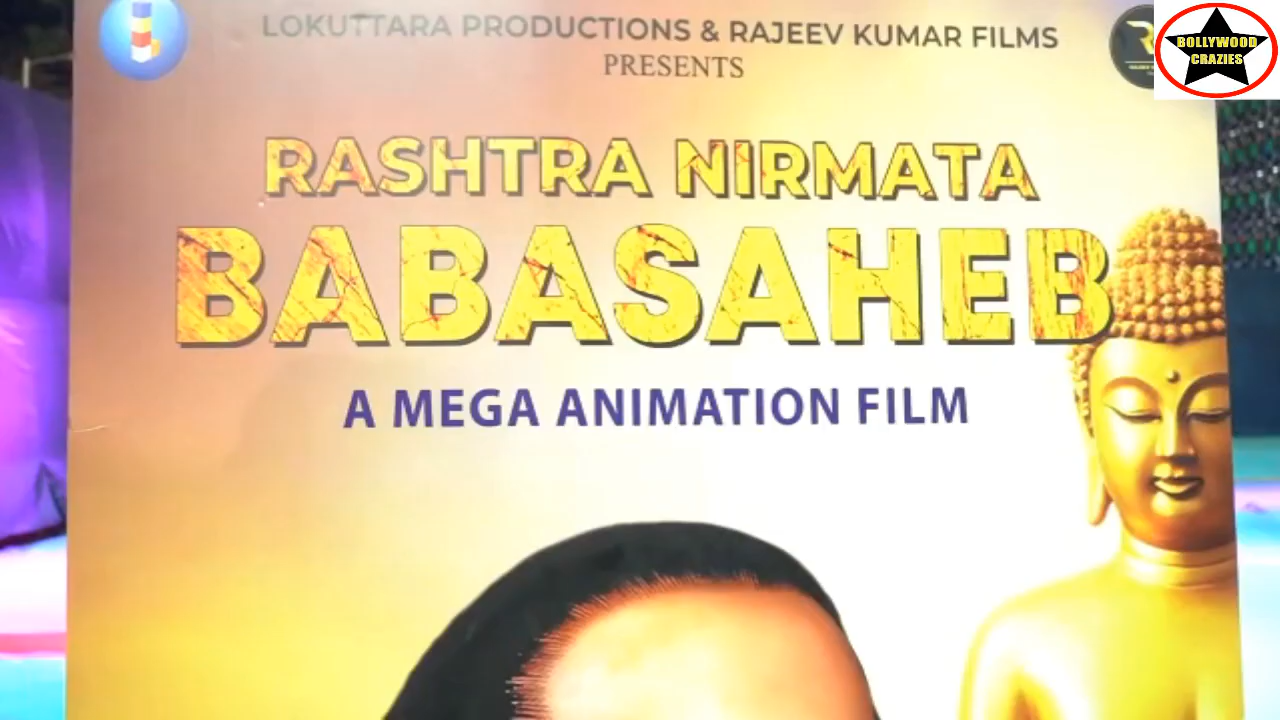 LOKUTTARA PRODUCTIONS & RAJEEV KUMAR FILMS
PRESENTS
BOLLYWOOD
CRAZIES
RASHTRA NIRMATA
BABASAHEB
A MEGA ANIMATION FILM